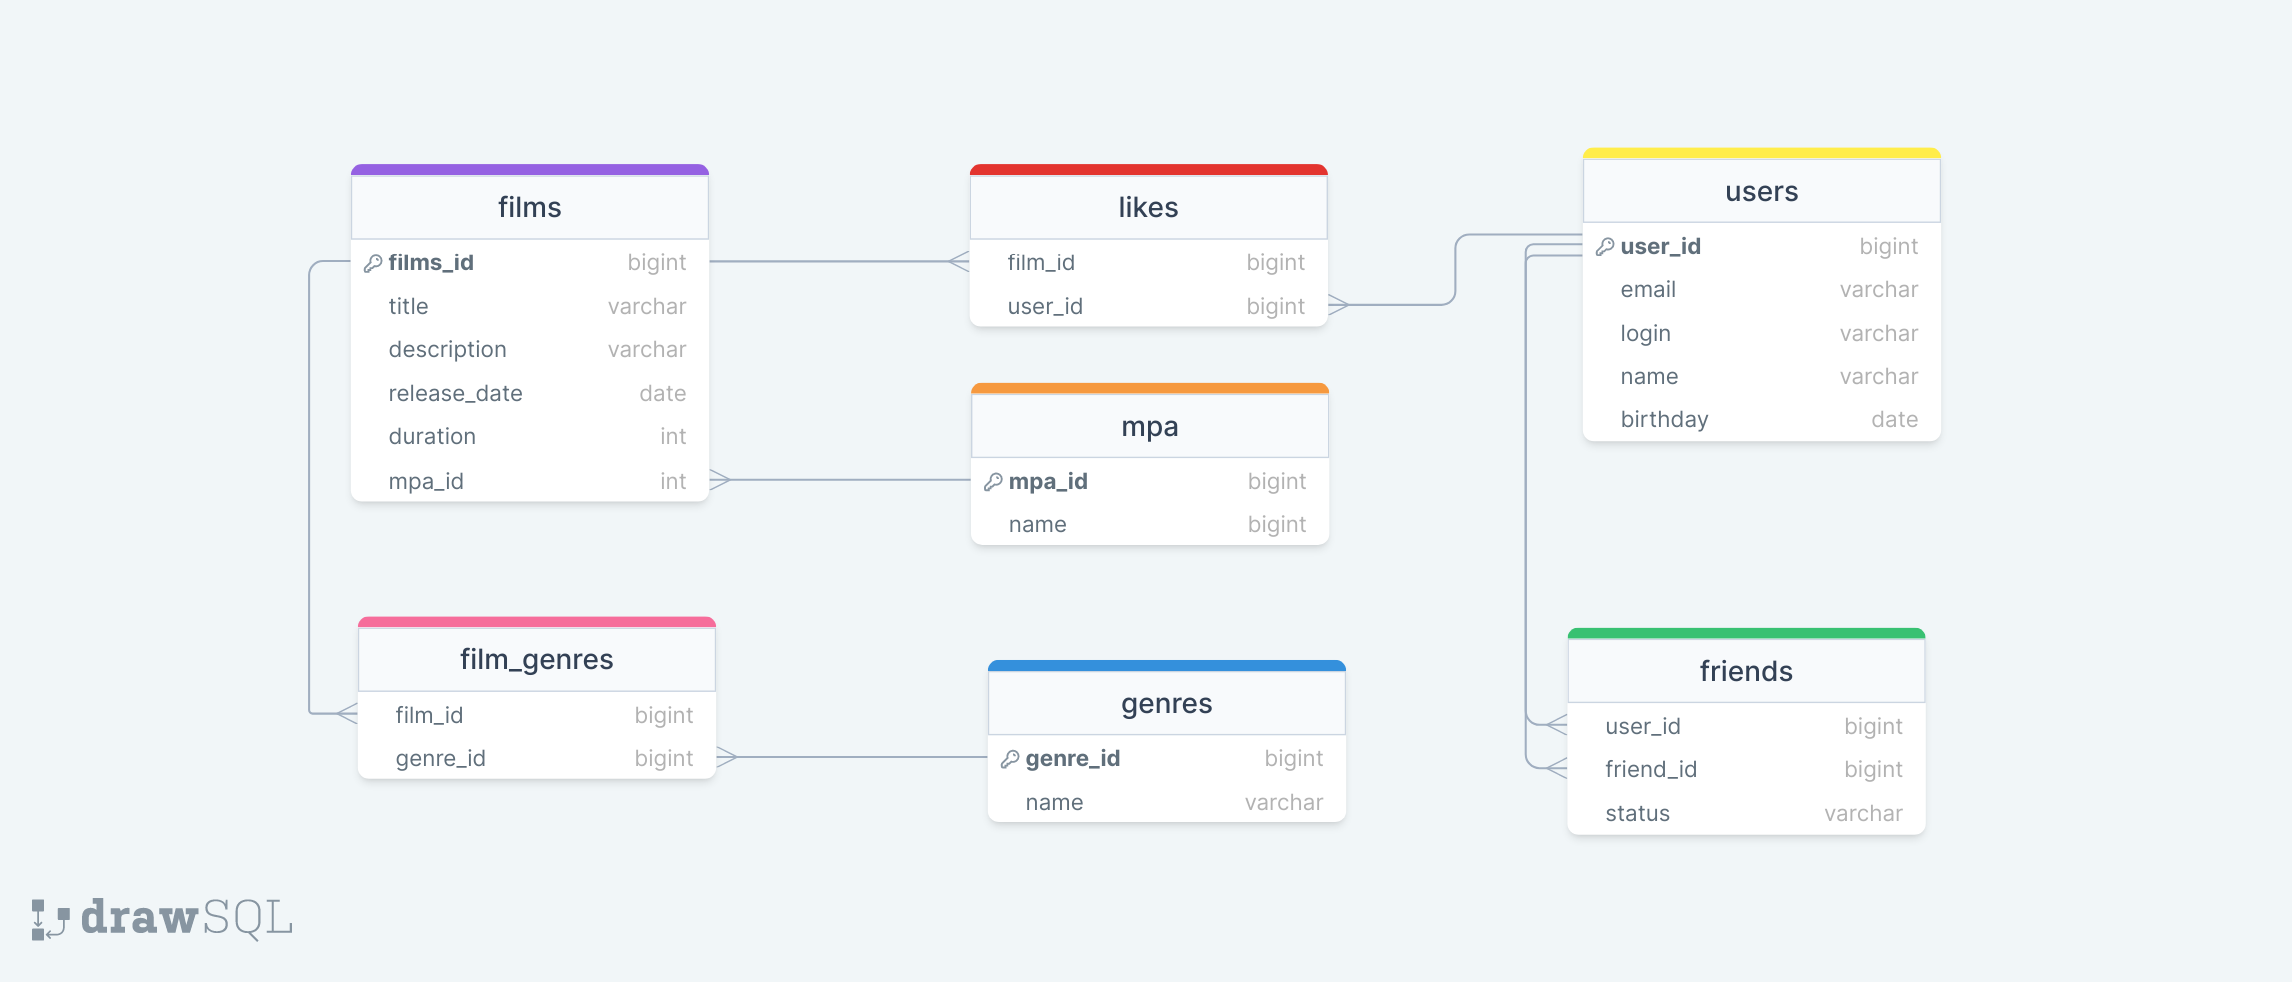 films
films_id bigint
title varchar
description varchar
release_date date
duration int
mpa_id int
likes
film_id bigint
user_id bigint
users
user_id bigint
email varchar
login varchar
name varchar
birthday date
mpa
mpa_id bigint
name bigint
film_genres
film_id bigint
genre_id bigint
genres
genre_id bigint
name varchar
friends
user_id bigint
friend_id bigint
status varchar
drawSQL